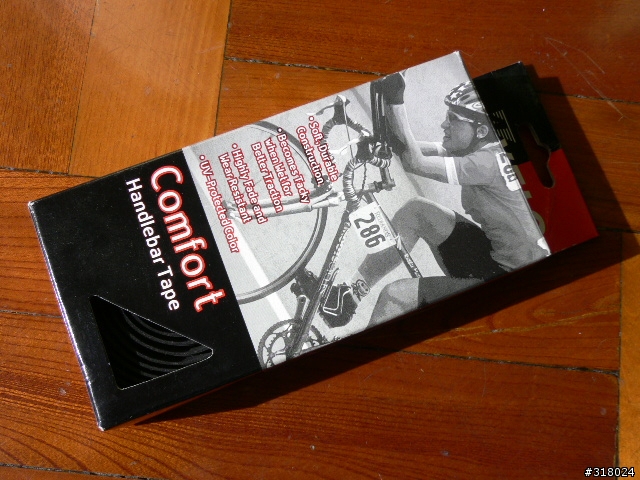 Comfort
Handlebar Tape
• Soft, Durable
Construction
• Becomes Tacky
when Wet for
Better Traction
• Highly Fade and
Wear Resistant
• UV-Protected Color
286
#318024